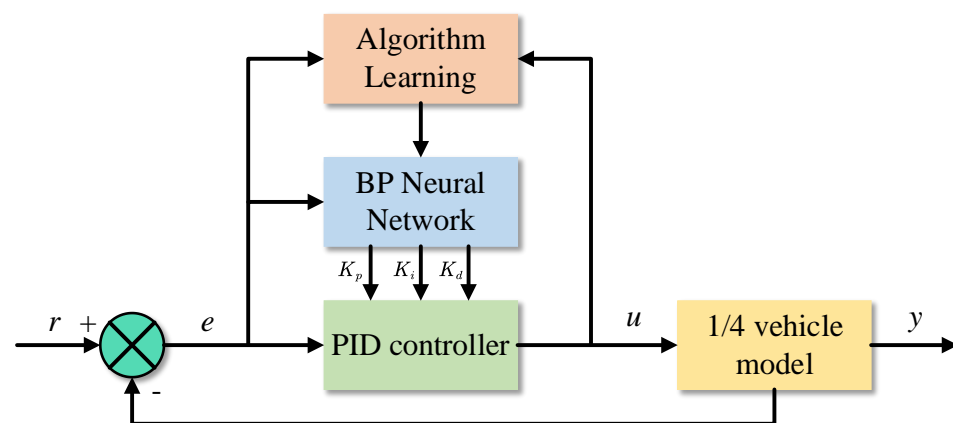 Algorithm
Learning
BP Neural
Network
K_p K_i K_d
r + e
PID controller
u
1/4 vehicle
model
y
-